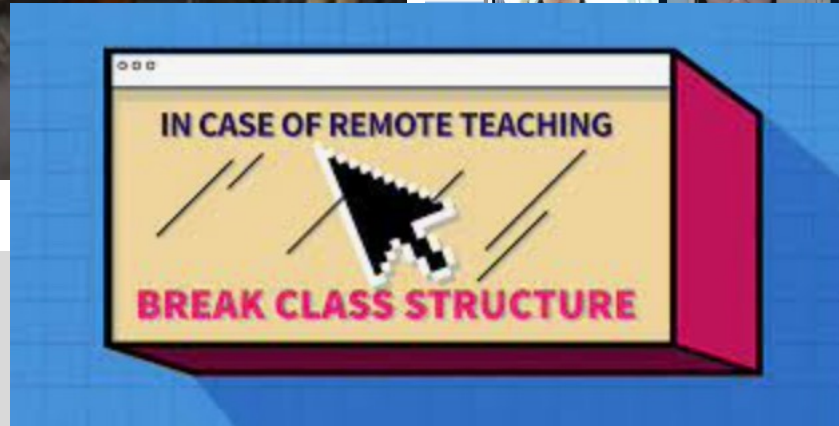 IN CASE OF REMOTE TEACHING
BREAK CLASS STRUCTURE